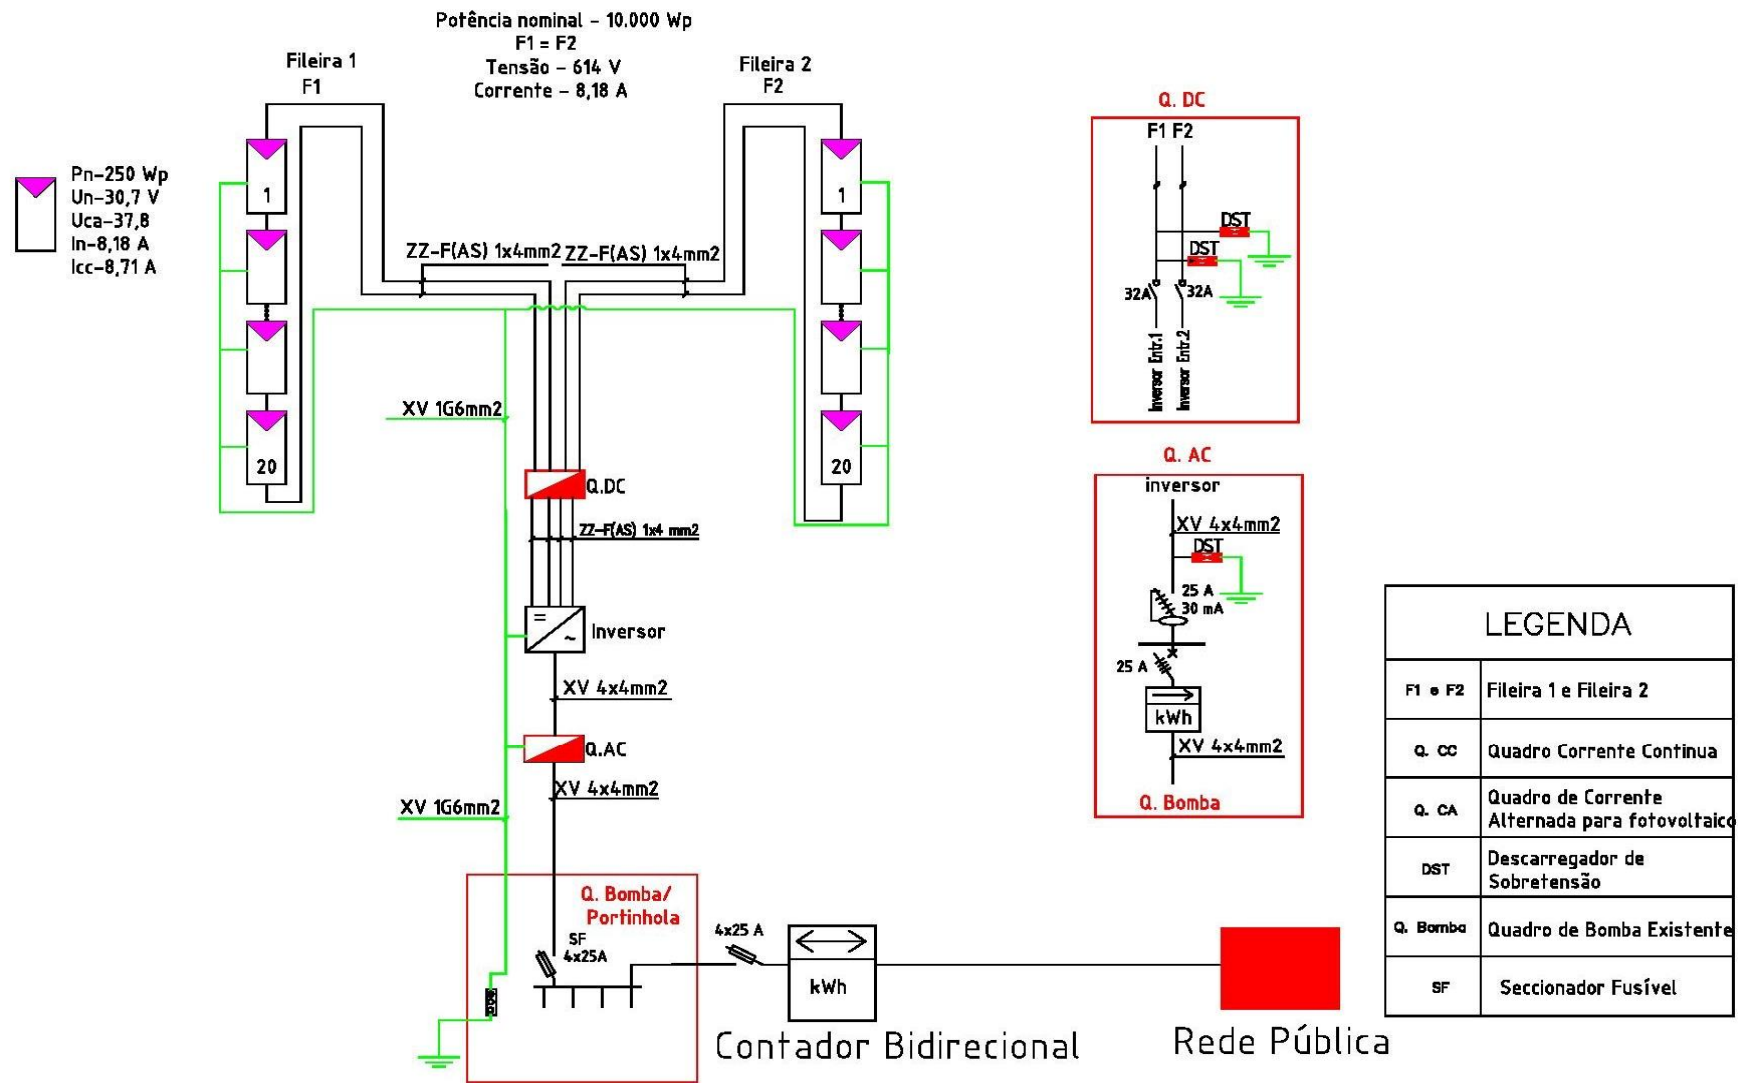 Potência nominal - 10.000 Wp
F1 = F2
Tensão - 614 V
Corrente - 8,18 A
Fileira 1
F1
Fileira 2
F2
Pn-250 Wp
Un-30,7 V
Uca-37,8
In-8,18 A
Icc-8,71 A
1
20
1
20
ZZ-F(AS) 1x4mm2
ZZ-F(AS) 1x4mm2
XV 1G6mm2
Q.DC
ZZ-F(AS) 1x4 mm2
Inversor
XV 4x4mm2
Q.AC
XV 4x4mm2
XV 1G6mm2
Q. Bomba/
Portinhola
SF
4x25A
4x25 A
kWh
Contador Bidirecional
Rede Pública
Q. DC
F1 F2
DST
DST
32A
32A
Inversor Entr.1
Inversor Entr.2
Q. AC
inversor
XV 4x4mm2
DST
25 A
30 mA
25 A
kWh
XV 4x4mm2
Q. Bomba
LEGENDA
F1 e F2 Fileira 1 e Fileira 2
Q. CC Quadro Corrente Continua
Q. CA Quadro de Corrente
Alternada para fotovoltaico
DST Descarregador de
Sobretensão
Q. Bomba Quadro de Bomba Existente
SF Seccionador Fusível